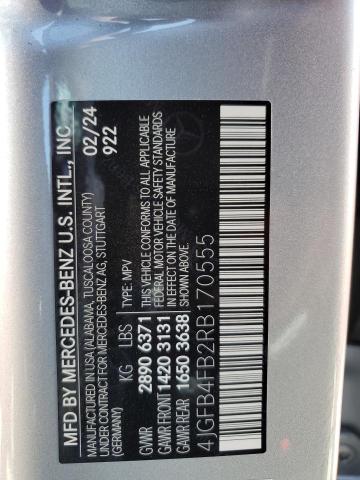 MFD BY MERCEDES-BENZ U.S. INTL., INC
MANUFACTURED IN USA (ALABAMA, TUSCALOOSA COUNTY)
UNDER CONTRACT FOR MERCEDES-BENZ AG, STUTTGART
(GERMANY)
02/24
922
KG LBS TYPE: MPV
GVWR 2890 6371
GAWR FRONT 1420 3131
GAWR REAR 1650 3638
THIS VEHICLE CONFORMS TO ALL APPLICABLE
FEDERAL MOTOR VEHICLE SAFETY STANDARDS
IN EFFECT ON THE DATE OF MANUFACTURE
SHOWN ABOVE.
4JGFB4FB2RB170555